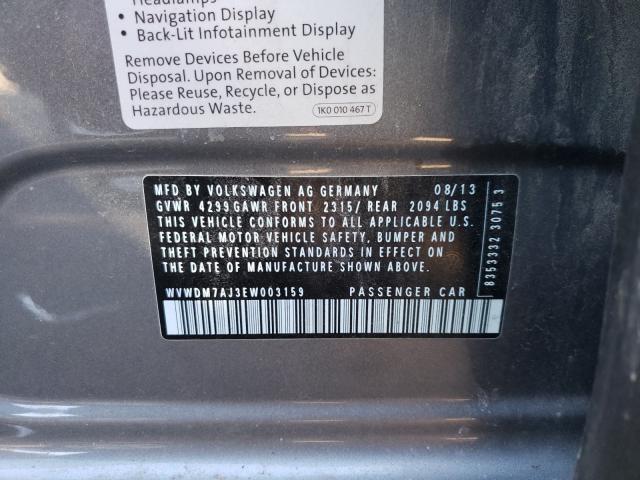 Headlamps
• Navigation Display
• Back-Lit Infotainment Display
Remove Devices Before Vehicle
Disposal. Upon Removal of Devices:
Please Reuse, Recycle, or Dispose as
Hazardous Waste.
1K0 010 467 T
MFD BY VOLKSWAGEN AG GERMANY 08/13
GVWR 4299 GAWR FRONT 2315/ REAR 2094 LBS
THIS VEHICLE CONFORMS TO ALL APPLICABLE U.S.
FEDERAL MOTOR VEHICLE SAFETY, BUMPER AND
THEFT PREVENTION STANDARDS IN EFFECT ON
THE DATE OF MANUFACTURE SHOWN ABOVE.
WVWDM7AJ3EW003159 PASSENGER CAR
8353332 3075 3